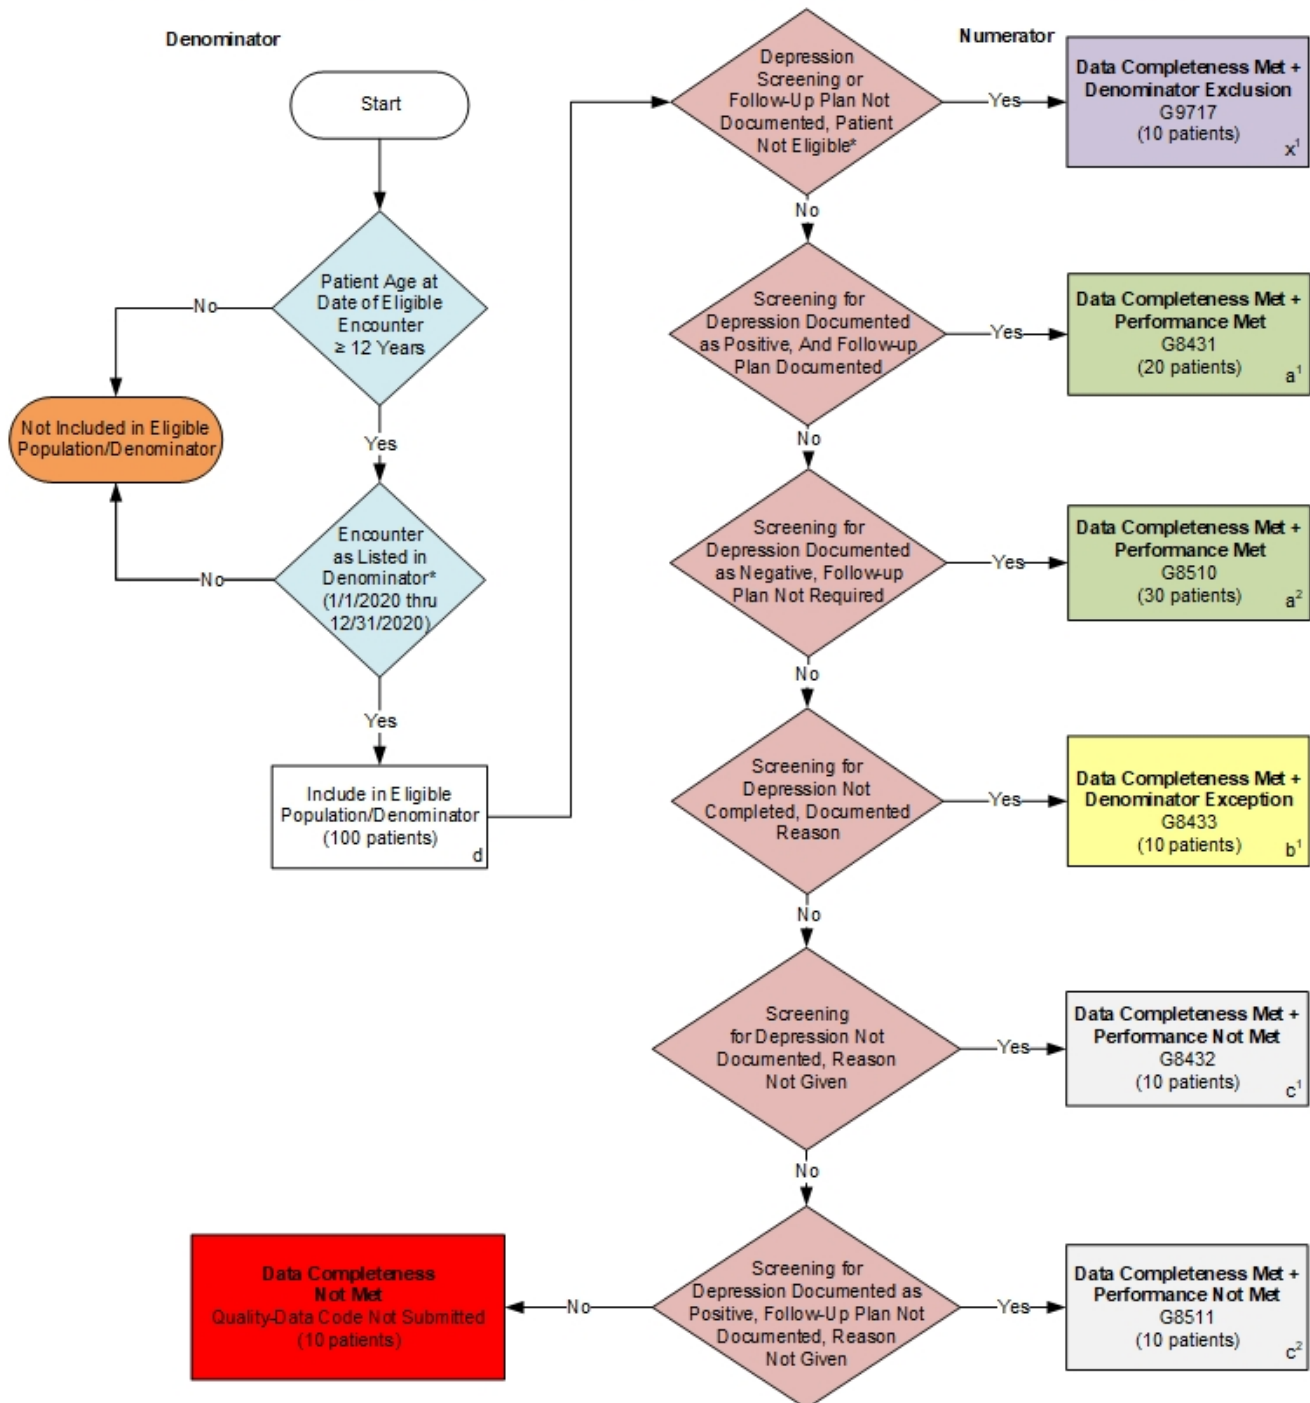 Denominator
Start
Patient Age at
Date of Eligible
Encounter
≥ 12 Years
No
Yes
Not Included in Eligible
Population/Denominator
Encounter
as Listed in
Denominator*
(1/1/2020 thru
12/31/2020)
No
Yes
Include in Eligible
Population/Denominator
(100 patients)
d
Numerator
Depression
Screening or
Follow-Up Plan Not
Documented, Patient
Not Eligible*
Yes
Data Completeness Met +
Denominator Exclusion
G9717
(10 patients)
x¹
No
Screening for
Depression Documented
as Positive, And Follow-up
Plan Documented
Yes
Data Completeness Met +
Performance Met
G8431
(20 patients)
a¹
No
Screening for
Depression Documented
as Negative, Follow-up
Plan Not Required
Yes
Data Completeness Met +
Performance Met
G8510
(30 patients)
a²
No
Screening for
Depression Not
Completed, Documented
Reason
Yes
Data Completeness Met +
Denominator Exception
G8433
(10 patients)
b¹
No
Screening
for Depression Not
Documented, Reason
Not Given
Yes
Data Completeness Met +
Performance Not Met
G8432
(10 patients)
c¹
No
Screening for
Depression Documented as
Positive, Follow-Up Plan Not
Documented, Reason
Not Given
Yes
Data Completeness Met +
Performance Not Met
G8511
(10 patients)
c²
No
Data Completeness
Not Met
Quality-Data Code Not Submitted
(10 patients)